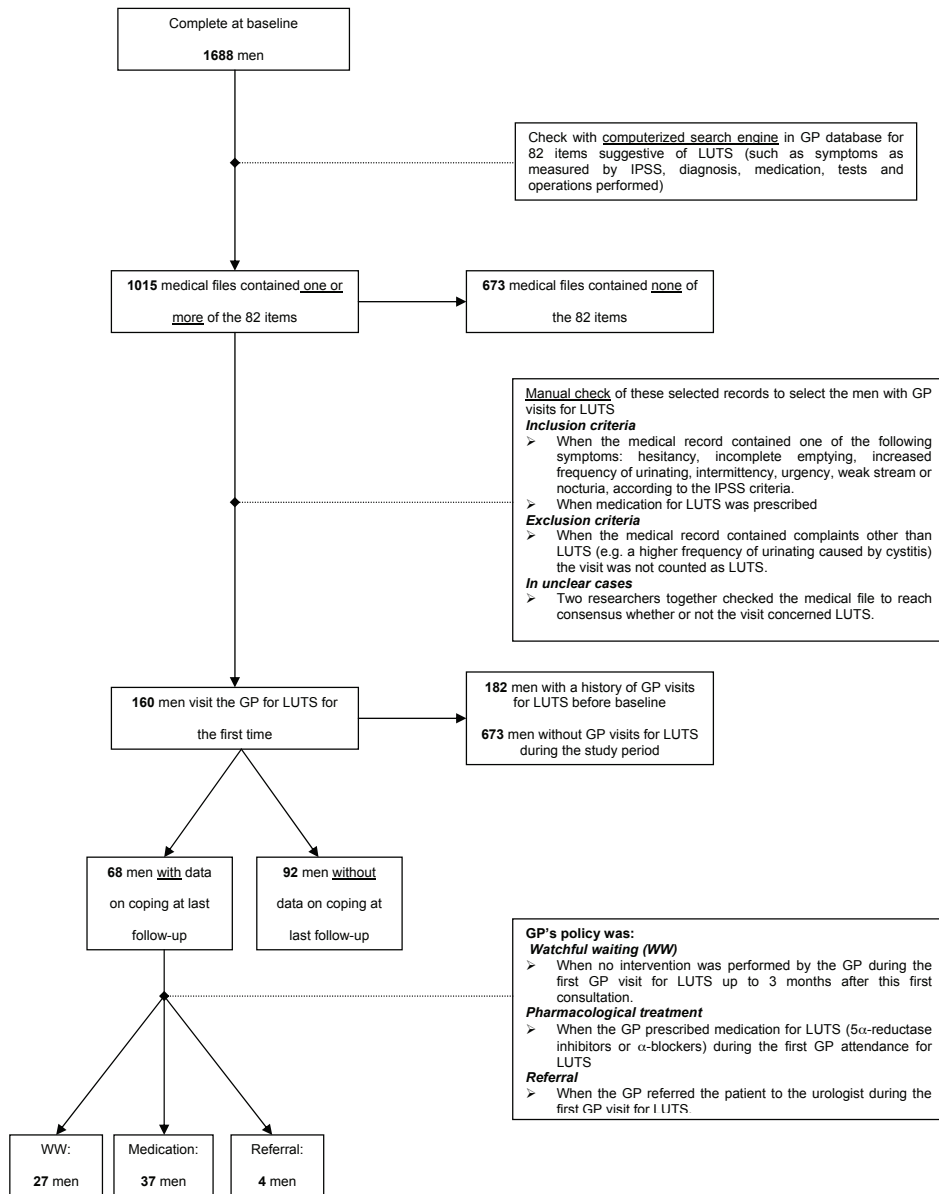 Complete at baseline
1688 men
Check with computerized search engine in GP database for
82 items suggestive of LUTS (such as symptoms as
measured by IPSS, diagnosis, medication, tests and
operations performed)
1015 medical files contained one or
more of the 82 items
673 medical files contained none of
the 82 items
Manual check of these selected records to select the men with GP
visits for LUTS
Inclusion criteria
➢ When the medical record contained one of the following
symptoms: hesitancy, incomplete emptying, increased
frequency of urinating, intermittency, urgency, weak stream or
nocturia, according to the IPSS criteria.
➢ When medication for LUTS was prescribed
Exclusion criteria
➢ When the medical record contained complaints other than
LUTS (e.g. a higher frequency of urinating caused by cystitis)
the visit was not counted as LUTS.
In unclear cases
➢ Two researchers together checked the medical file to reach
consensus whether or not the visit concerned LUTS.
160 men visit the GP for LUTS for
the first time
182 men with a history of GP visits
for LUTS before baseline
673 men without GP visits for LUTS
during the study period
68 men with data
on coping at last
follow-up
92 men without
data on coping at
last follow-up
GP's policy was:
Watchful waiting (WW)
➢ When no intervention was performed by the GP during the
first GP visit for LUTS up to 3 months after this first
consultation.
Pharmacological treatment
➢ When the GP prescribed medication for LUTS (5α-reductase
inhibitors or α-blockers) during the first GP attendance for
LUTS
Referral
➢ When the GP referred the patient to the urologist during the
first GP visit for LUTS.
WW:
27 men
Medication:
37 men
Referral:
4 men